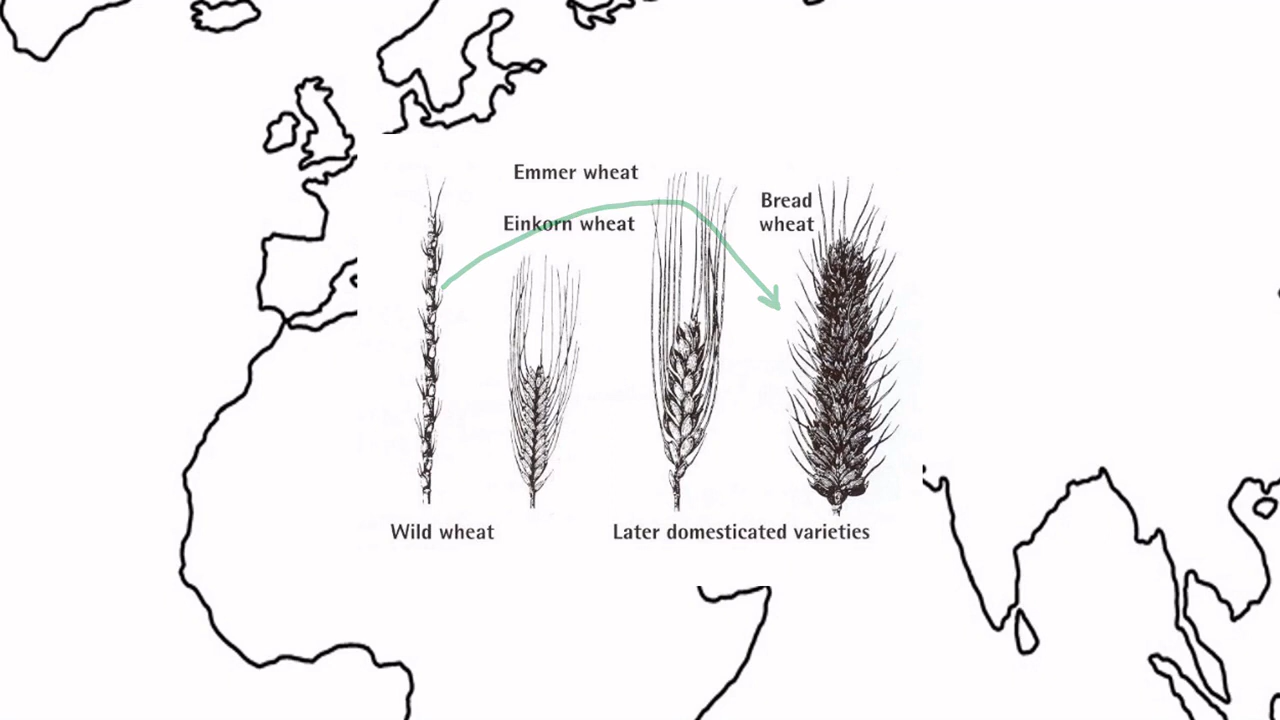 Emmer wheat
Einkorn wheat
Bread
wheat
Wild wheat
Later domesticated varieties